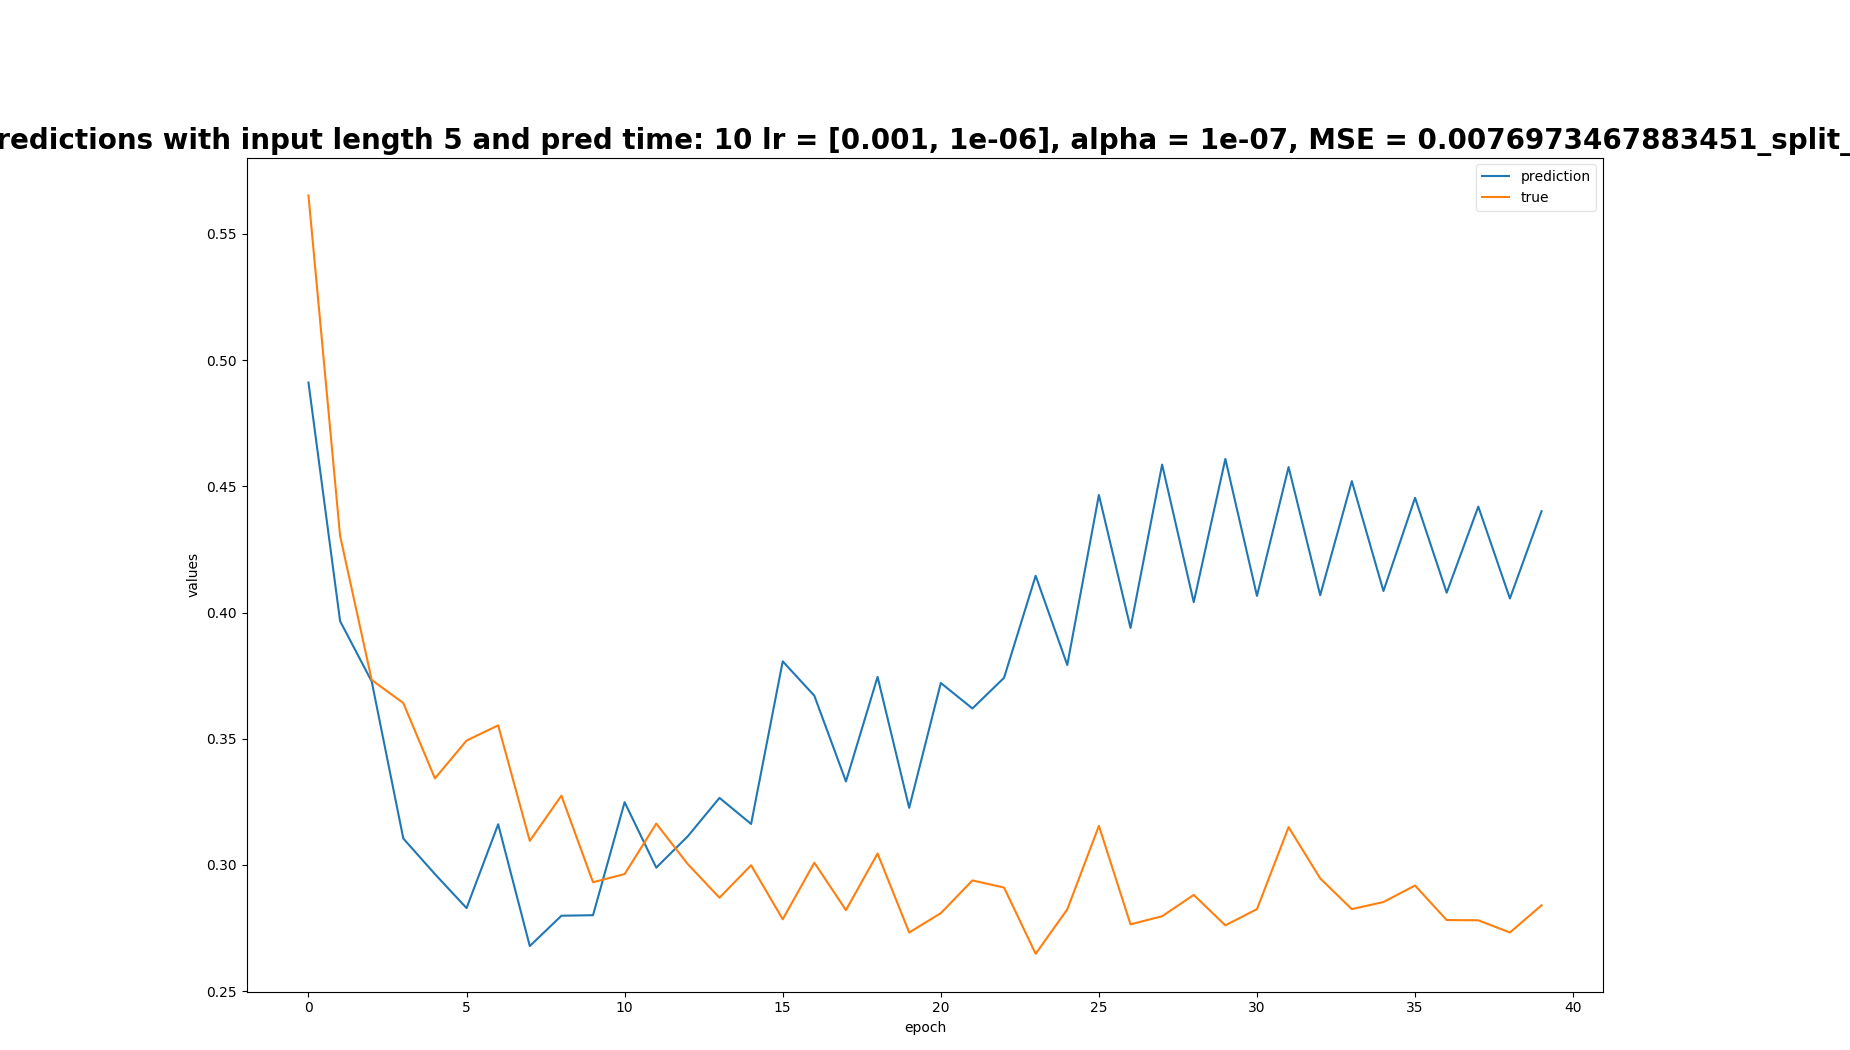 redictions with input length 5 and pred time: 10 lr = [0.001, 1e-06], alpha = 1e-07, MSE = 0.0076973467883451_split_
prediction
true
0.55
0.50
0.45
0.40
0.35
0.30
0.25
values
0 5 10 15 20 25 30 35 40
epoch